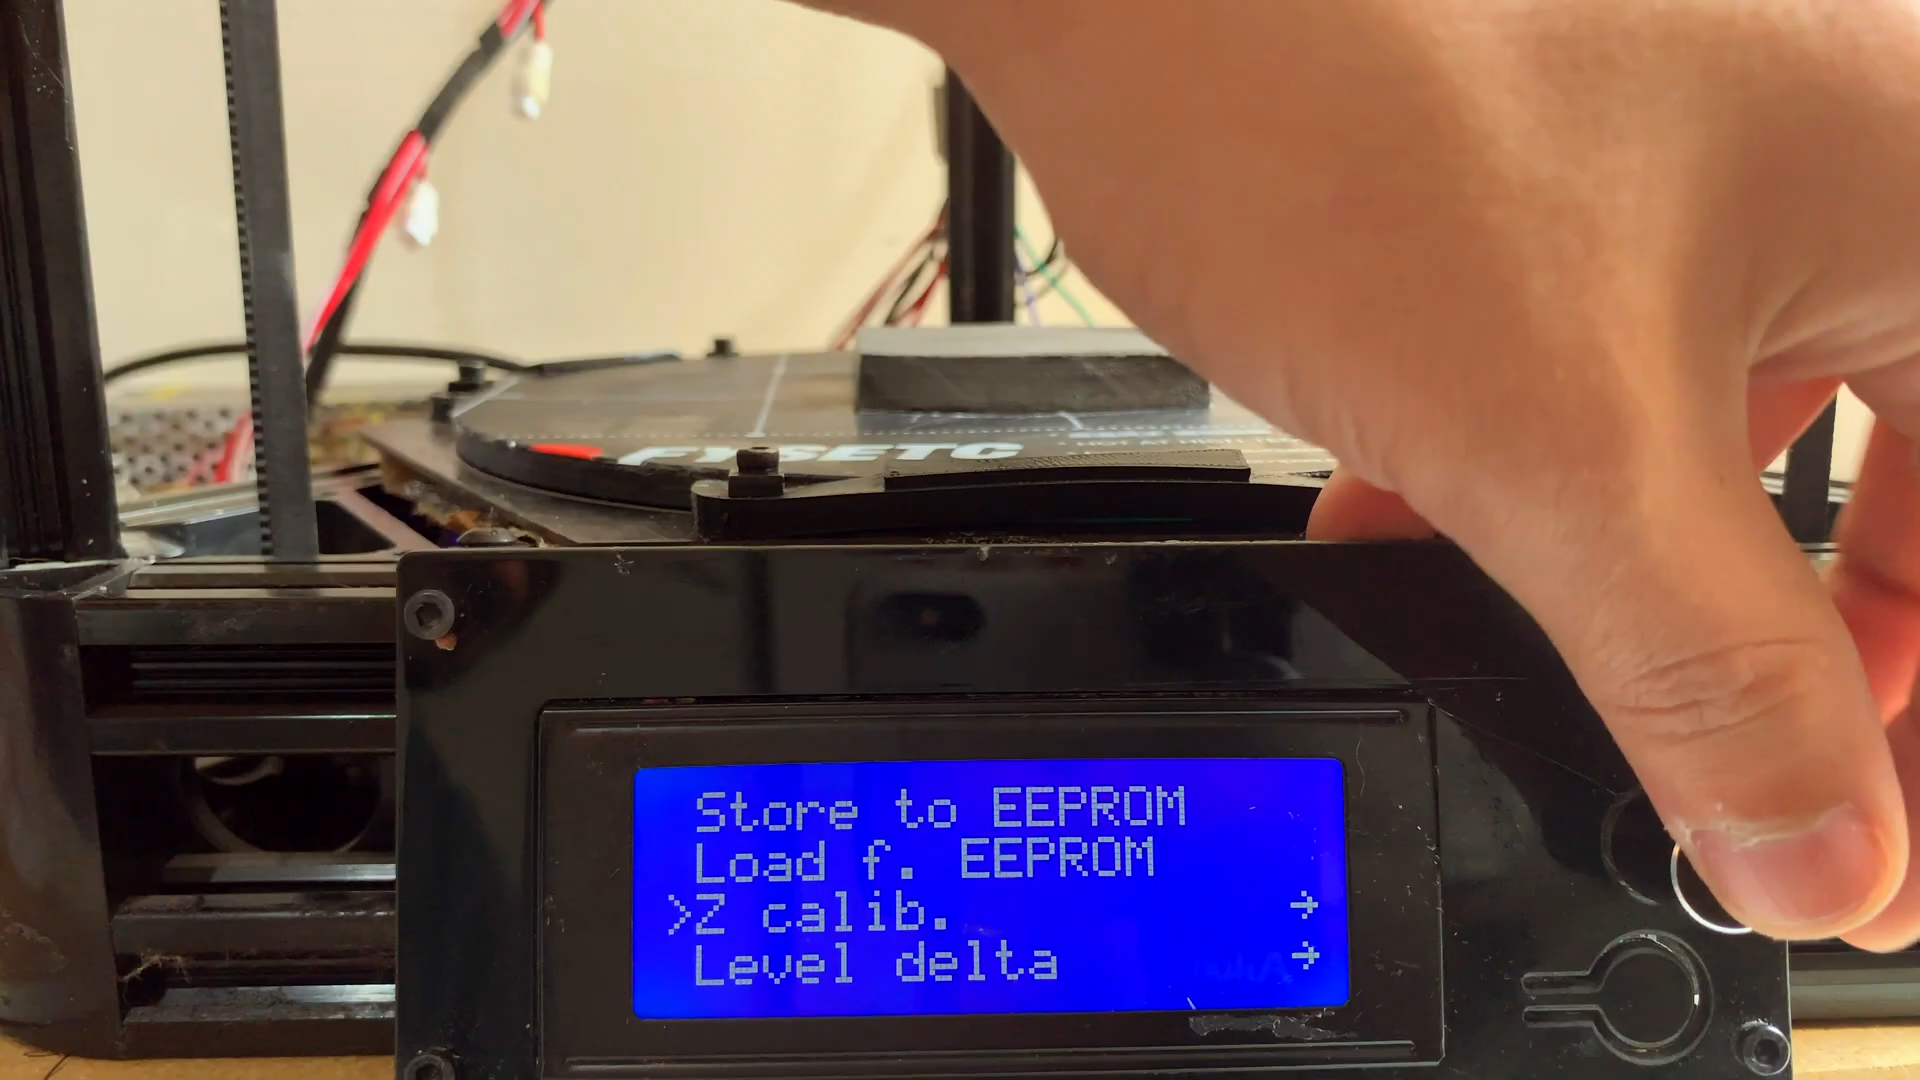 FYSETC
Store to EEPROM
Load f. EEPROM
>Z calib. →
Level delta →